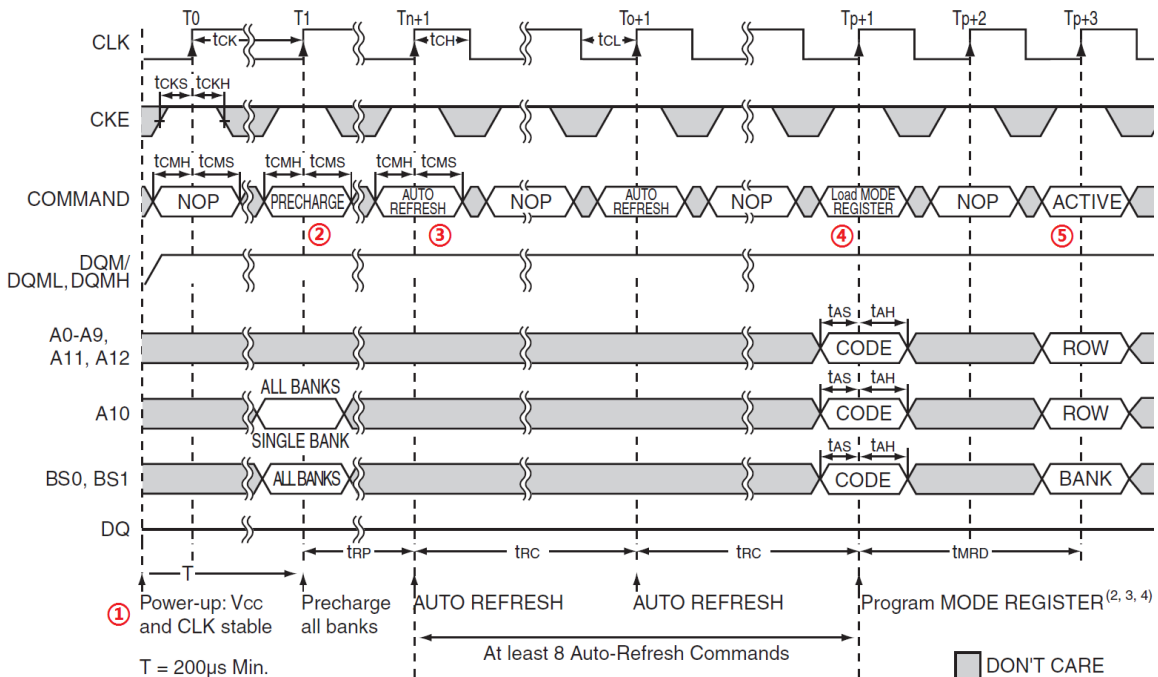 T0 T1 Tn+1 To+1 Tp+1 Tp+2 Tp+3
CLK tCK tCH tCL
tCKS tCKH
CKE
tCMH tCMS tCMH tCMS tCMH tCMS
COMMAND NOP PRECHARGE AUTO REFRESH NOP AUTO REFRESH NOP Load MODE REGISTER NOP ACTIVE
② ③ ④ ⑤
DQM/
DQML, DQMH
tAS tAH
A0-A9,
A11, A12 CODE ROW
ALL BANKS tAS tAH
A10 CODE ROW
SINGLE BANK tAS tAH
BS0, BS1 ALL BANKS CODE BANK
DQ
tRP tRC tRC tMRD
T
① Power-up: VCC Precharge AUTO REFRESH AUTO REFRESH Program MODE REGISTER(2, 3, 4)
and CLK stable all banks
At least 8 Auto-Refresh Commands
T = 200µs Min. DON'T CARE